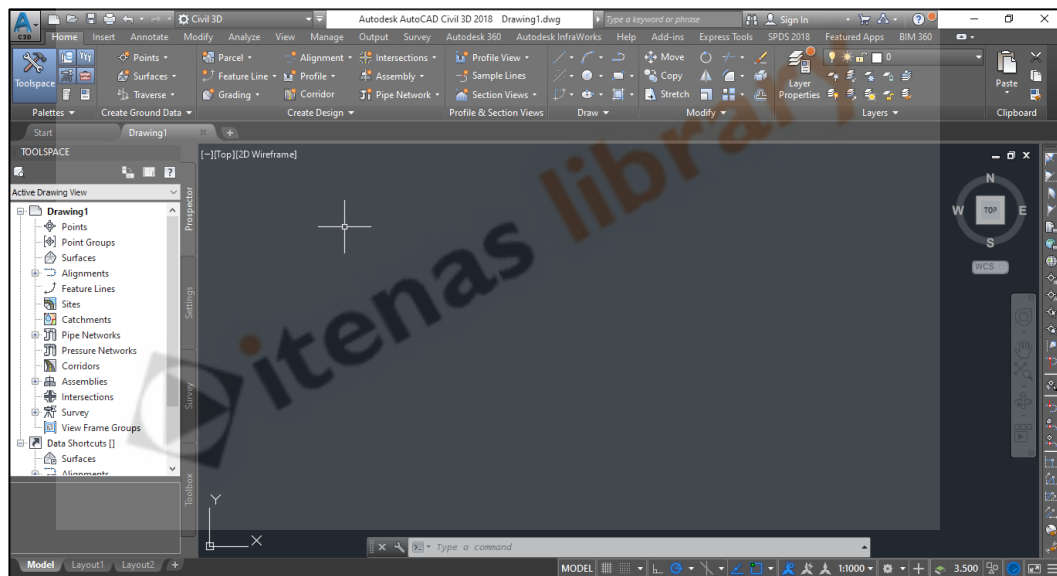 C3D Civil 3D Autodesk AutoCAD Civil 3D 2018 Drawing1.dwg Type a keyword or phrase Sign In
Home Insert Annotate Modify Analyze View Manage Output Survey Autodesk 360 Autodesk InfraWorks Help Add-ins Express Tools SPDS 2018 Featured Apps BIM 360
Points Parcel Alignment Intersections Profile View Move 0
Surfaces Feature Line Profile Assembly Sample Lines Copy
Toolspace Traverse Grading Corridor Pipe Network Section Views Stretch Layer Properties Paste
Palettes Create Ground Data Create Design Profile & Section Views Draw Modify Layers Clipboard
Start Drawing1
TOOLSPACE
[−][Top][2D Wireframe]
Active Drawing View
Drawing1
Points
Point Groups
Surfaces
Alignments
Feature Lines
Sites
Catchments
Pipe Networks
Pressure Networks
Corridors
Assemblies
Intersections
Survey
View Frame Groups
Data Shortcuts []
Surfaces
Alignments
Prospector
Settings
Survey
Toolbox
N
W TOP E
S
WCS
itenas library
Y
X
Type a command
Model Layout1 Layout2 + MODEL 1:1000 3.500